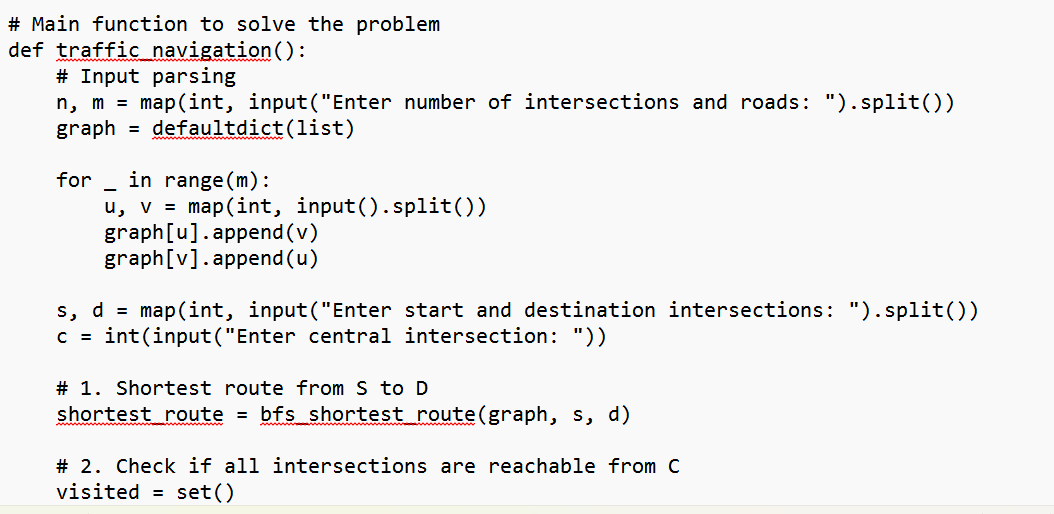 # Main function to solve the problem
def traffic_navigation():
    # Input parsing
    n, m = map(int, input("Enter number of intersections and roads: ").split())
    graph = defaultdict(list)

    for _ in range(m):
        u, v = map(int, input().split())
        graph[u].append(v)
        graph[v].append(u)

    s, d = map(int, input("Enter start and destination intersections: ").split())
    c = int(input("Enter central intersection: "))

    # 1. Shortest route from S to D
    shortest_route = bfs_shortest_route(graph, s, d)

    # 2. Check if all intersections are reachable from C
    visited = set()